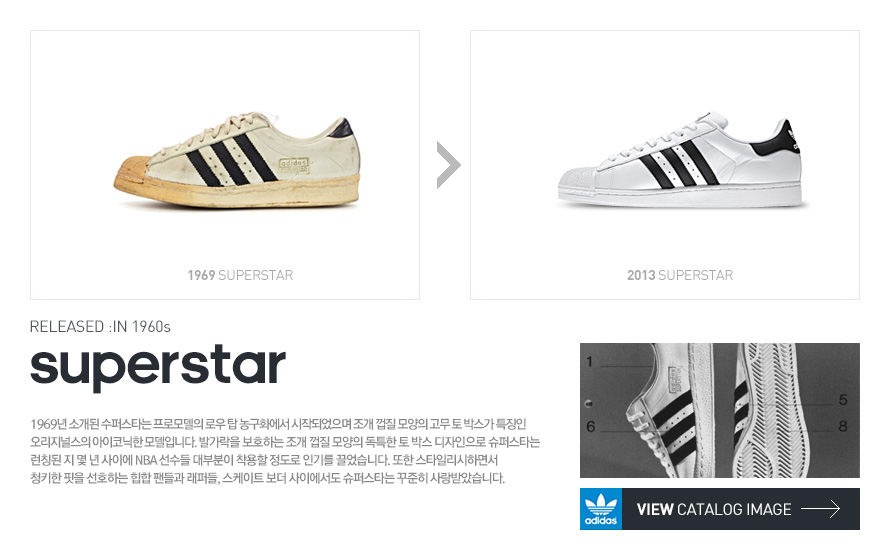 adidas
1969 SUPERSTAR
2013 SUPERSTAR
RELEASED :IN 1960s
superstar
1969년 소개된 수퍼스타는 프로모델의 로우 탑 농구화에서 시작되었으며 조개 껍질 모양의 고무 토 박스가 특징인
오리지널스의 아이코닉한 모델입니다. 발가락을 보호하는 조개 껍질 모양의 독특한 토 박스 디자인으로 슈퍼스타는
런칭된 지 몇 년 사이에 NBA 선수들 대부분이 착용할 정도로 인기를 끌었습니다. 또한 스타일리시하면서
청키한 핏을 선호하는 힙합 팬들과 래퍼들, 스케이트 보더 사이에서도 슈퍼스타는 꾸준히 사랑받았습니다.
1
5
6
8
adidas
VIEW CATALOG IMAGE